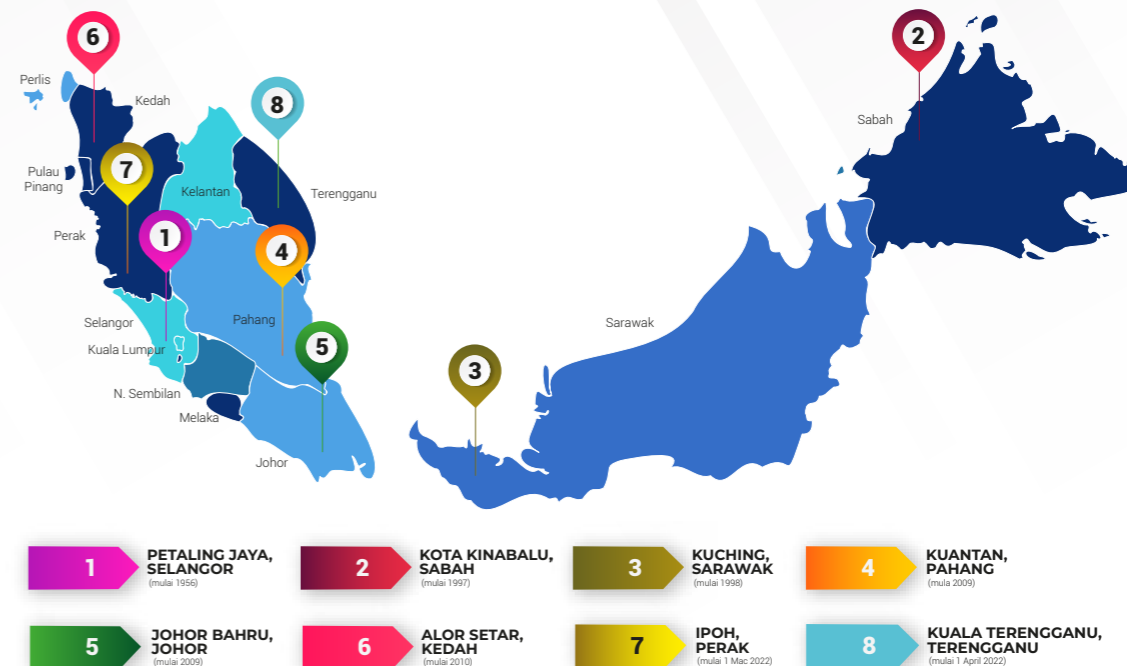 6
2
Perlis
Kedah
8
Sabah
7
Pulau
Pinang
Kelantan
Terengganu
Perak
1
4
Selangor
Pahang
Sarawak
Kuala Lumpur
5
3
N. Sembilan
Melaka
Johor
1
PETALING JAYA,
SELANGOR
(mulai 1956)
2
KOTA KINABALU,
SABAH
(mulai 1997)
3
KUCHING,
SARAWAK
(mulai 1998)
4
KUANTAN,
PAHANG
(mula 2009)
5
JOHOR BAHRU,
JOHOR
(mulai 2009)
6
ALOR SETAR,
KEDAH
(mulai 2010)
7
IPOH,
PERAK
(mulai 1 Mac 2022)
8
KUALA TERENGGANU,
TERENGGANU
(mulai 1 April 2022)